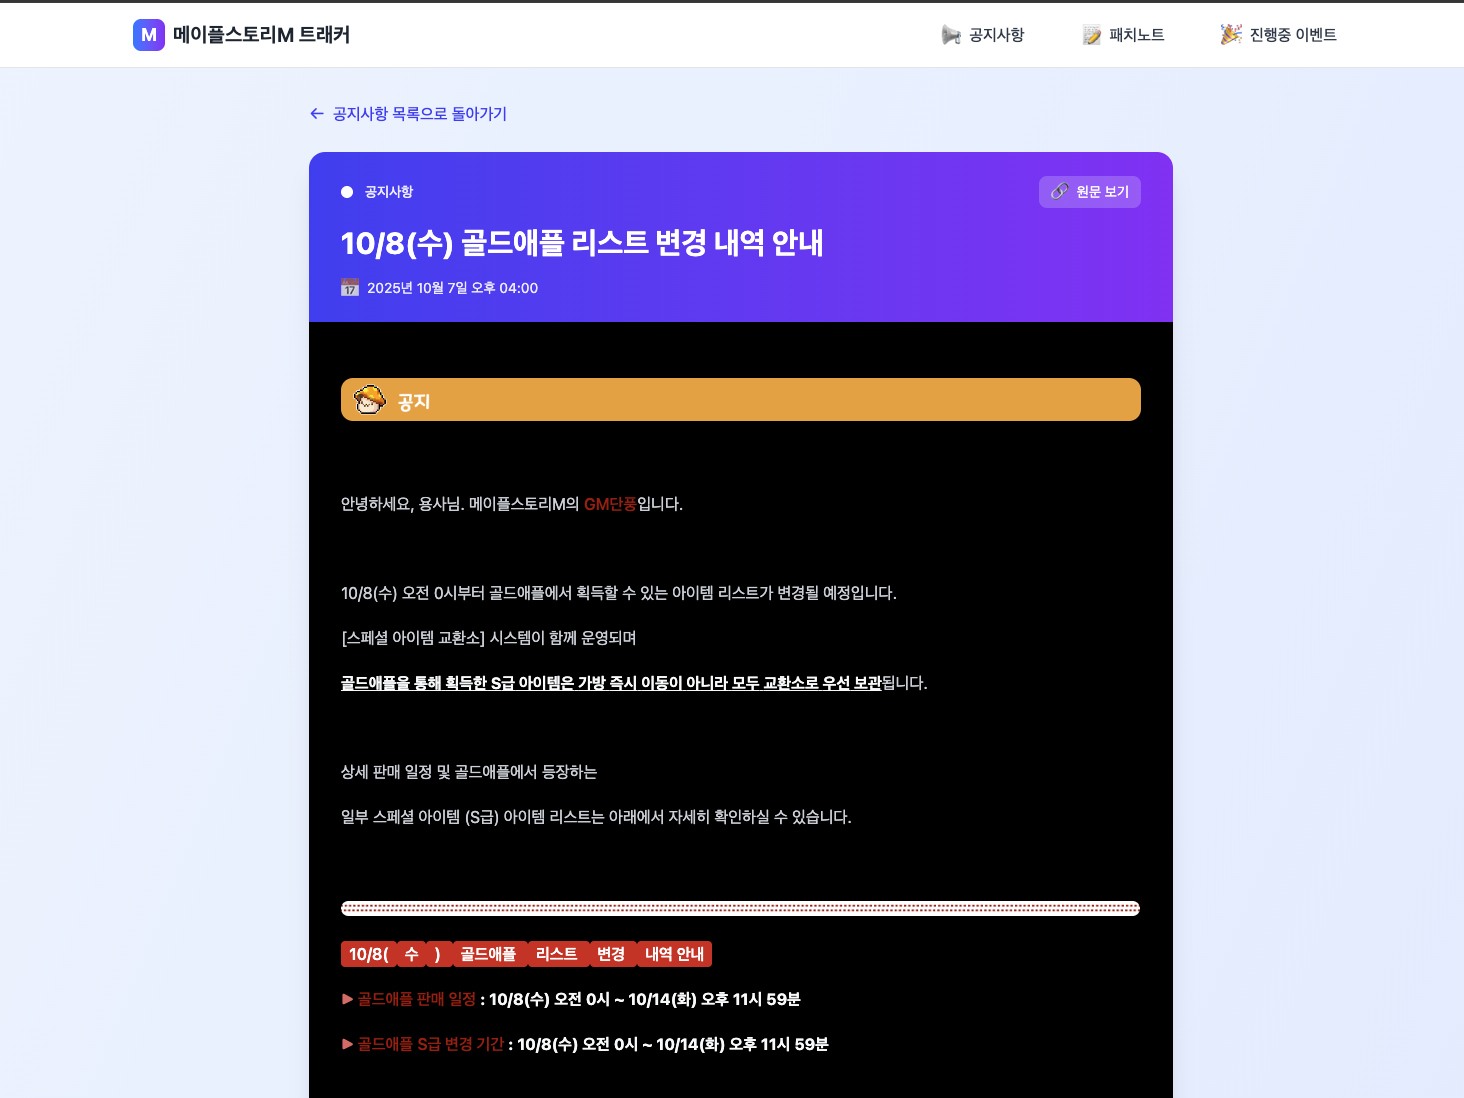 M 메이플스토리M 트래커
공지사항
패치노트
진행중 이벤트
← 공지사항 목록으로 돌아가기
공지사항
원문 보기
10/8(수) 골드애플 리스트 변경 내역 안내
17 2025년 10월 7일 오후 04:00
공지
안녕하세요, 용사님. 메이플스토리M의 GM단풍입니다.
10/8(수) 오전 0시부터 골드애플에서 획득할 수 있는 아이템 리스트가 변경될 예정입니다.
[스페셜 아이템 교환소] 시스템이 함께 운영되며
골드애플을 통해 획득한 S급 아이템은 가방 즉시 이동이 아니라 모두 교환소로 우선 보관됩니다.
상세 판매 일정 및 골드애플에서 등장하는
일부 스페셜 아이템 (S급) 아이템 리스트는 아래에서 자세히 확인하실 수 있습니다.
10/8( 수 ) 골드애플 리스트 변경 내역 안내
▶ 골드애플 판매 일정 : 10/8(수) 오전 0시 ~ 10/14(화) 오후 11시 59분
▶ 골드애플 S급 변경 기간 : 10/8(수) 오전 0시 ~ 10/14(화) 오후 11시 59분